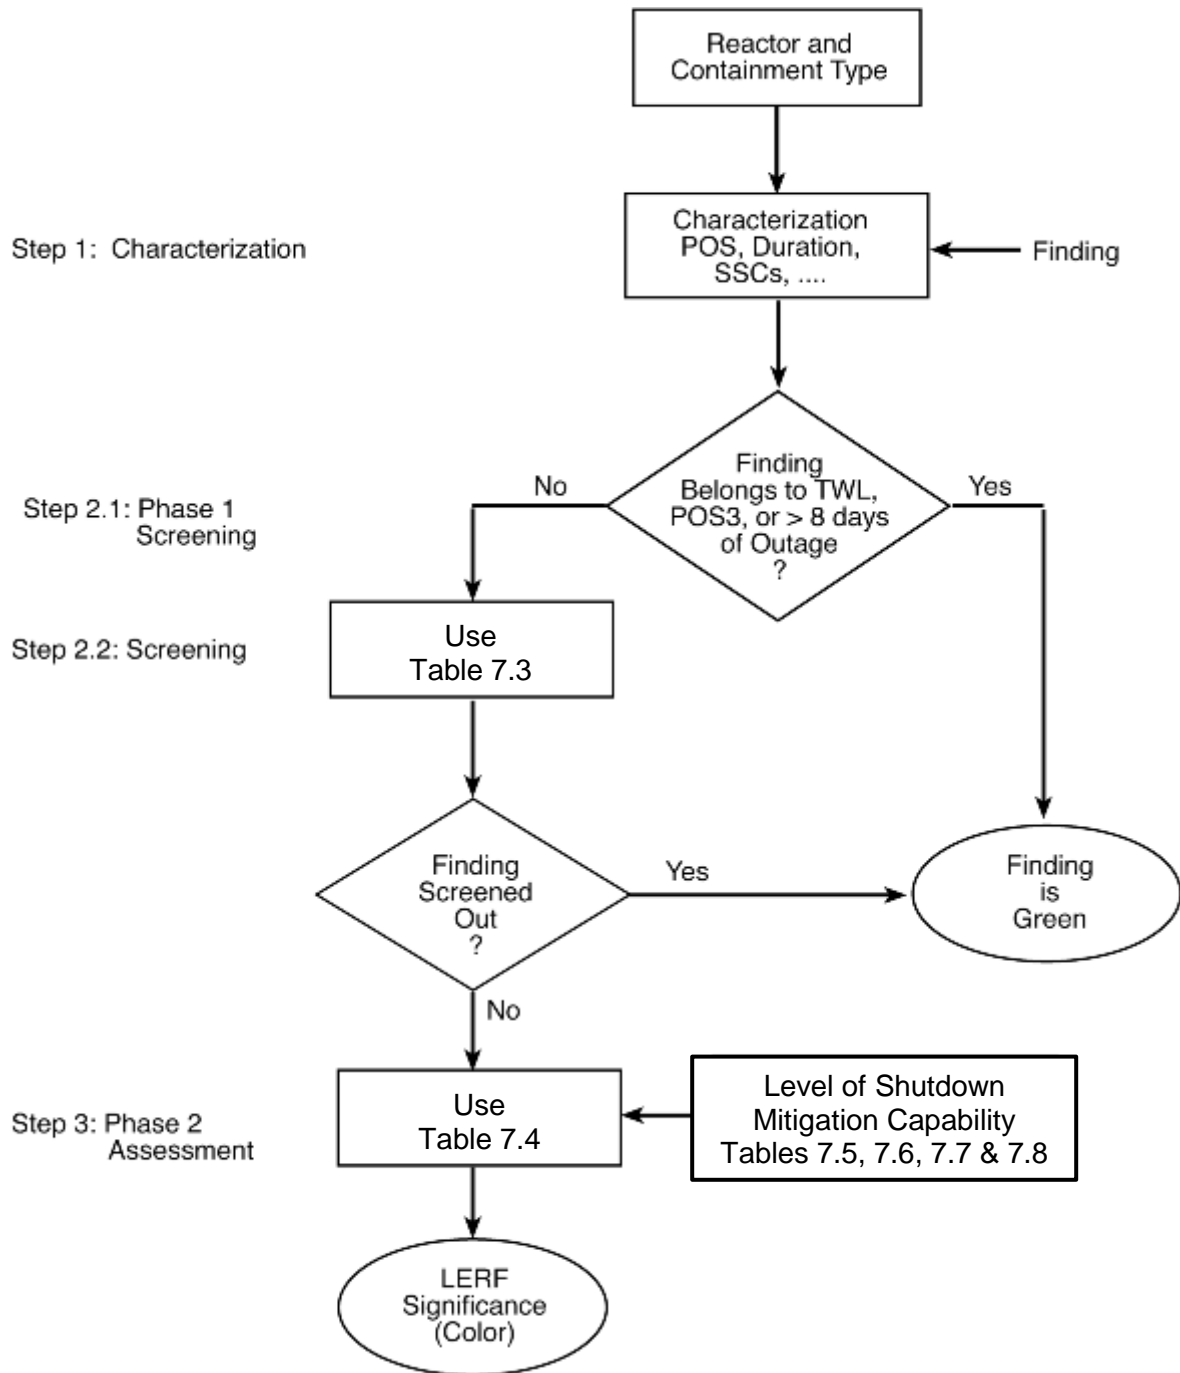 Reactor and
Containment Type
Step 1: Characterization
Characterization
POS, Duration,
SSCs, ....
Finding
No
Finding
Belongs to TWL,
POS3, or > 8 days
of Outage
?
Yes
Step 2.1: Phase 1
Screening
Step 2.2: Screening
Use
Table 7.3
Finding
Screened
Out
?
Yes
Finding
is
Green
No
Step 3: Phase 2
Assessment
Use
Table 7.4
Level of Shutdown
Mitigation Capability
Tables 7.5, 7.6, 7.7 & 7.8
LERF
Significance
(Color)